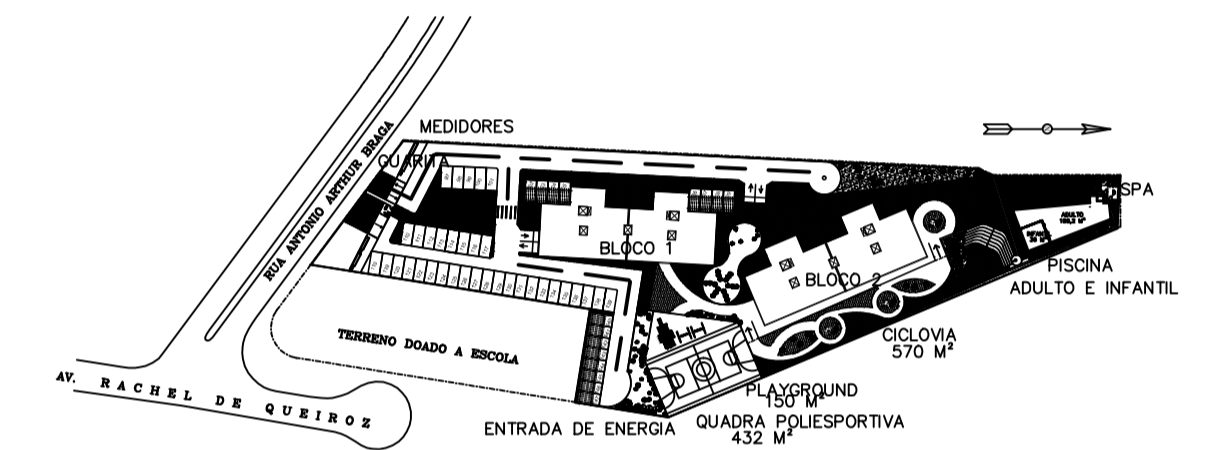 MEDIDORES
GUARITA
RUA ANTONIO ARTHUR BRAGA
SPA
ADULTO
BLOCO 1
BLOCO 2
PISCINA
ADULTO E INFANTIL
CICLOVIA
570 M²
TERRENO DOADO A ESCOLA
AV. RACHEL DE QUEIROZ
PLAYGROUND
150 M²
ENTRADA DE ENERGIA
QUADRA POLIESPORTIVA
432 M²